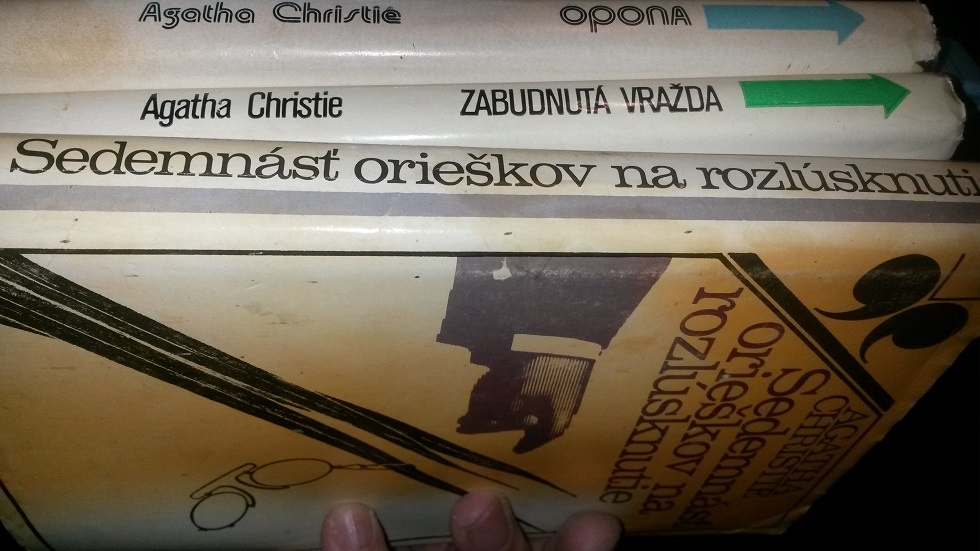 Agatha Christie opona
Agatha Christie ZABUDNUTÁ VRAŽDA
Sedemnásť orieškov na rozlúsknuti
AGATHA
CHRISTIE
Sedemnásť
orieškov na
rozlúsknutie